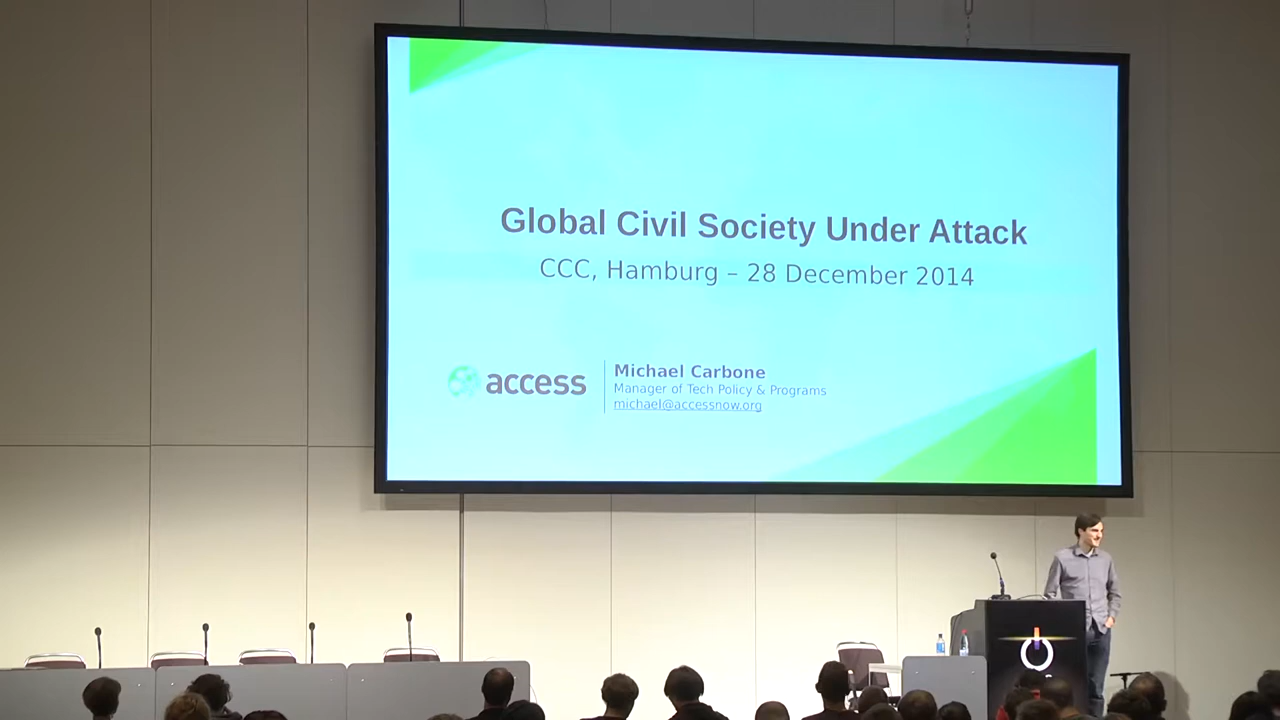 Global Civil Society Under Attack
CCC, Hamburg – 28 December 2014
access
Michael Carbone
Manager of Tech Policy & Programs
michael@accessnow.org